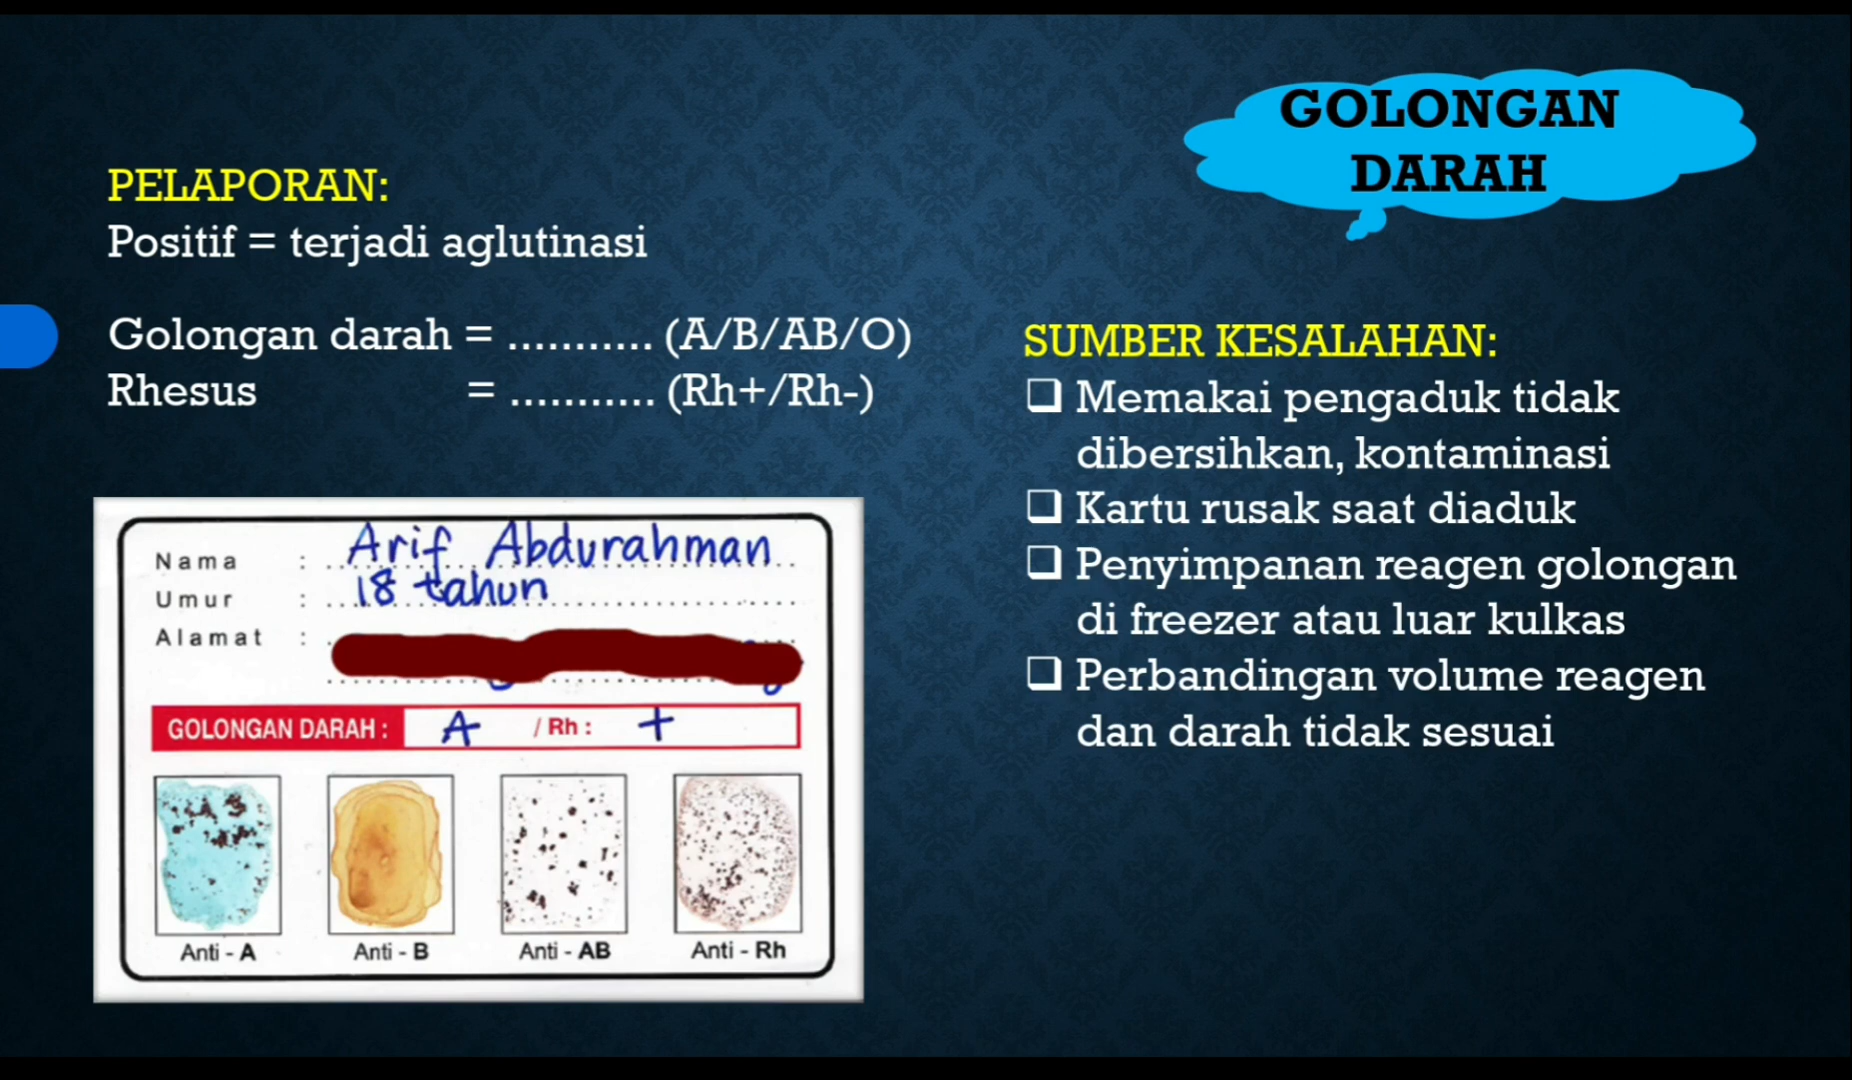 GOLONGAN
DARAH
PELAPORAN:
Positif = terjadi aglutinasi
Golongan darah = ........... (A/B/AB/O)
Rhesus = ........... (Rh+/Rh-)
Nama : Arif Abdurahman
Umur : 18 tahun
Alamat :
GOLONGAN DARAH : A / Rh : +
Anti - A
Anti - B
Anti - AB
Anti - Rh
SUMBER KESALAHAN:
❑ Memakai pengaduk tidak
dibersihkan, kontaminasi
❑ Kartu rusak saat diaduk
❑ Penyimpanan reagen golongan
di freezer atau luar kulkas
❑ Perbandingan volume reagen
dan darah tidak sesuai